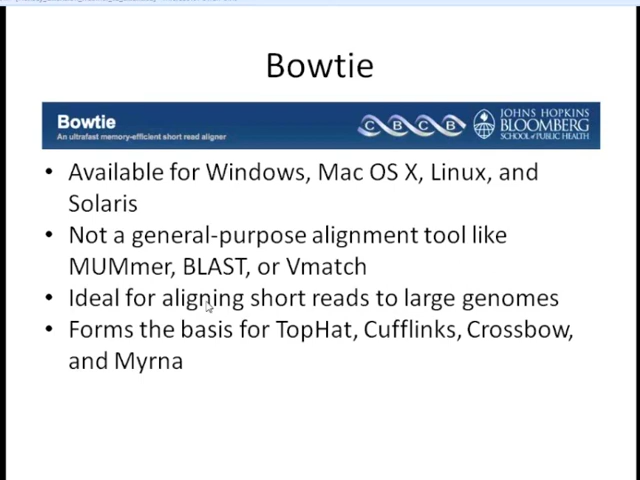 Bowtie
Bowtie
An ultrafast memory-efficient short read aligner
C B C B
JOHNS HOPKINS
BLOOMBERG
SCHOOL of PUBLIC HEALTH
• Available for Windows, Mac OS X, Linux, and
Solaris
• Not a general-purpose alignment tool like
MUMmer, BLAST, or Vmatch
• Ideal for aligning short reads to large genomes
• Forms the basis for TopHat, Cufflinks, Crossbow,
and Myrna